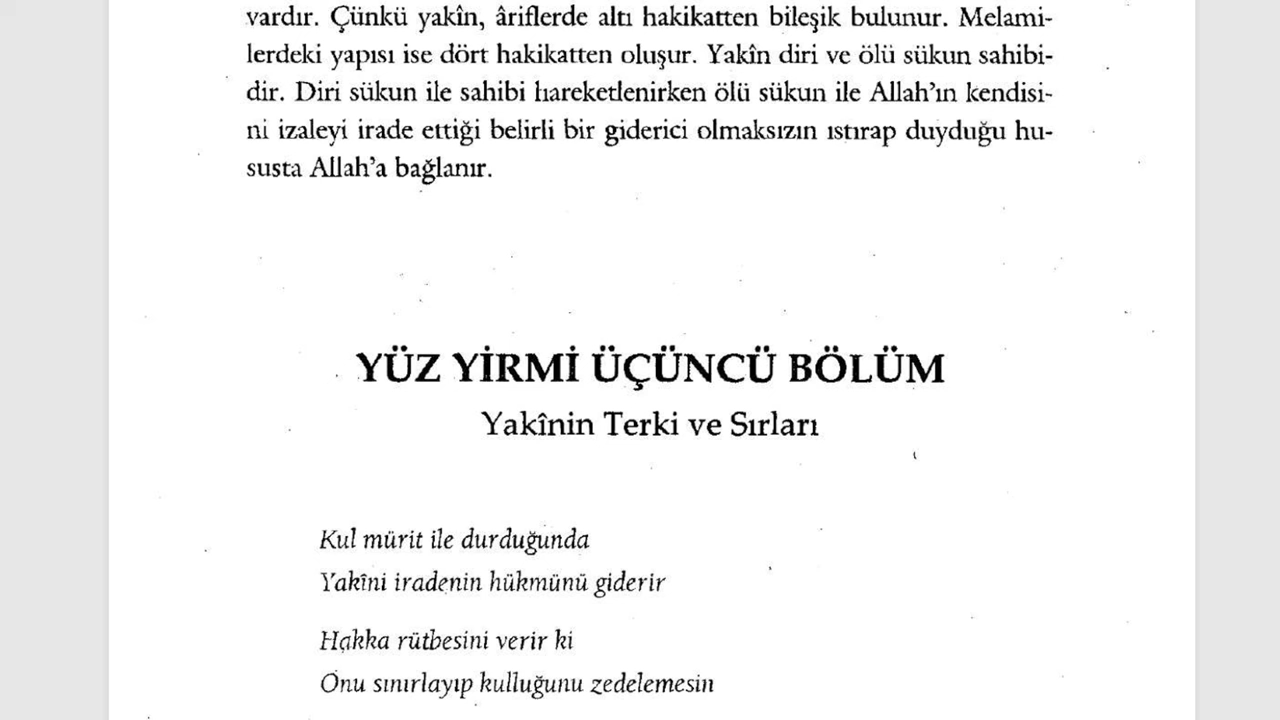 vardır. Çünkü yakîn, âriflerde altı hakikatten bileşik bulunur. Melami-
lerdeki yapısı ise dört hakikatten oluşur. Yakîn diri ve ölü sükun sahibi-
dir. Diri sükun ile sahibi hareketlenirken ölü sükun ile Allah’ın kendisi-
ni izaleyi irade ettiği belirli bir giderici olmaksızın ıstırap duyduğu hu-
susta Allah’a bağlanır.
YÜZ YİRMİ ÜÇÜNCÜ BÖLÜM
Yakînin Terki ve Sırları
Kul mürit ile durduğunda
Yakîni iradenin hükmünü giderir
Hakka rütbesini verir ki
Onu sınırlayıp kulluğunu zedelemesin